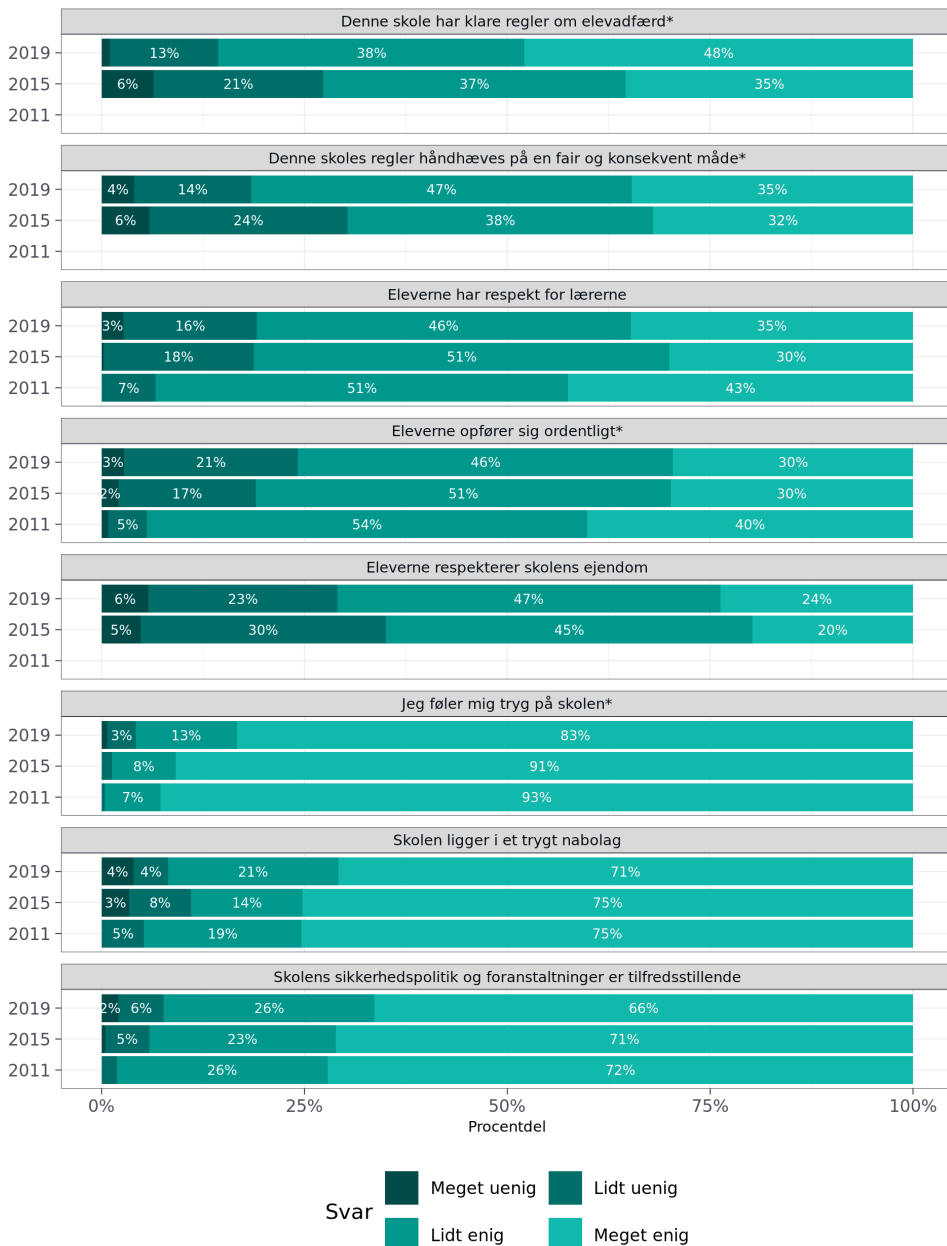 Denne skole har klare regler om elevadfærd*
2019 13% 38% 48%
2015 6% 21% 37% 35%
2011
Denne skoles regler håndhæves på en fair og konsekvent måde*
2019 4% 14% 47% 35%
2015 6% 24% 38% 32%
2011
Eleverne har respekt for lærerne
2019 3% 16% 46% 35%
2015 18% 51% 30%
2011 7% 51% 43%
Eleverne opfører sig ordentligt*
2019 3% 21% 46% 30%
2015 2% 17% 51% 30%
2011 5% 54% 40%
Eleverne respekterer skolens ejendom
2019 6% 23% 47% 24%
2015 5% 30% 45% 20%
2011
Jeg føler mig tryg på skolen*
2019 3% 13% 83%
2015 8% 91%
2011 7% 93%
Skolen ligger i et trygt nabolag
2019 4% 4% 21% 71%
2015 3% 8% 14% 75%
2011 5% 19% 75%
Skolens sikkerhedspolitik og foranstaltninger er tilfredsstillende
2019 2% 6% 26% 66%
2015 5% 23% 71%
2011 26% 72%
0% 25% 50% 75% 100%
Procentdel
Svar
Meget uenig Lidt uenig
Lidt enig Meget enig